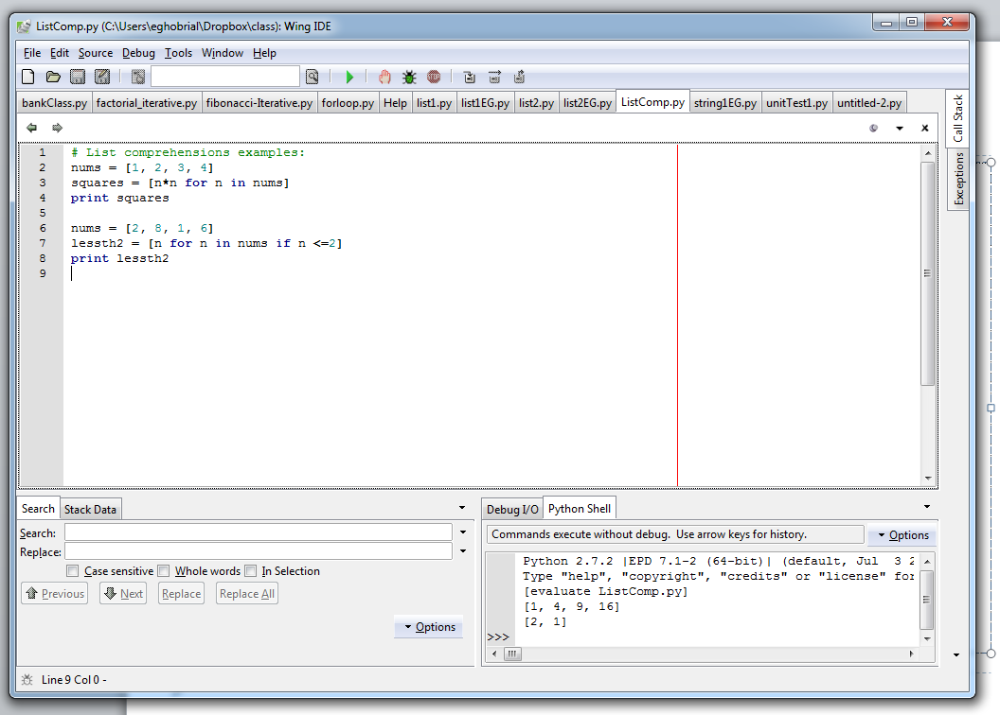 ListComp.py (C:\Users\eghobrial\Dropbox\class): Wing IDE
File Edit Source Debug Tools Window Help
bankClass.py factorial_iterative.py fibonacci-Iterative.py forloop.py Help list1.py list1EG.py list2.py list2EG.py ListComp.py string1EG.py unitTest1.py untitled-2.py
Call Stack
Exceptions
1 # List comprehensions examples:
2 nums = [1, 2, 3, 4]
3 squares = [n*n for n in nums]
4 print squares
5
6 nums = [2, 8, 1, 6]
7 lessth2 = [n for n in nums if n <=2]
8 print lessth2
9
Search Stack Data
Search:
Replace:
Case sensitive Whole words In Selection
Previous Next Replace Replace All
Options
Debug I/O Python Shell
Commands execute without debug. Use arrow keys for history.
Options
Python 2.7.2 |EPD 7.1-2 (64-bit)| (default, Jul 3 2
Type "help", "copyright", "credits" or "license" for
[evaluate ListComp.py]
[1, 4, 9, 16]
[2, 1]
>>>
Line 9 Col 0 -